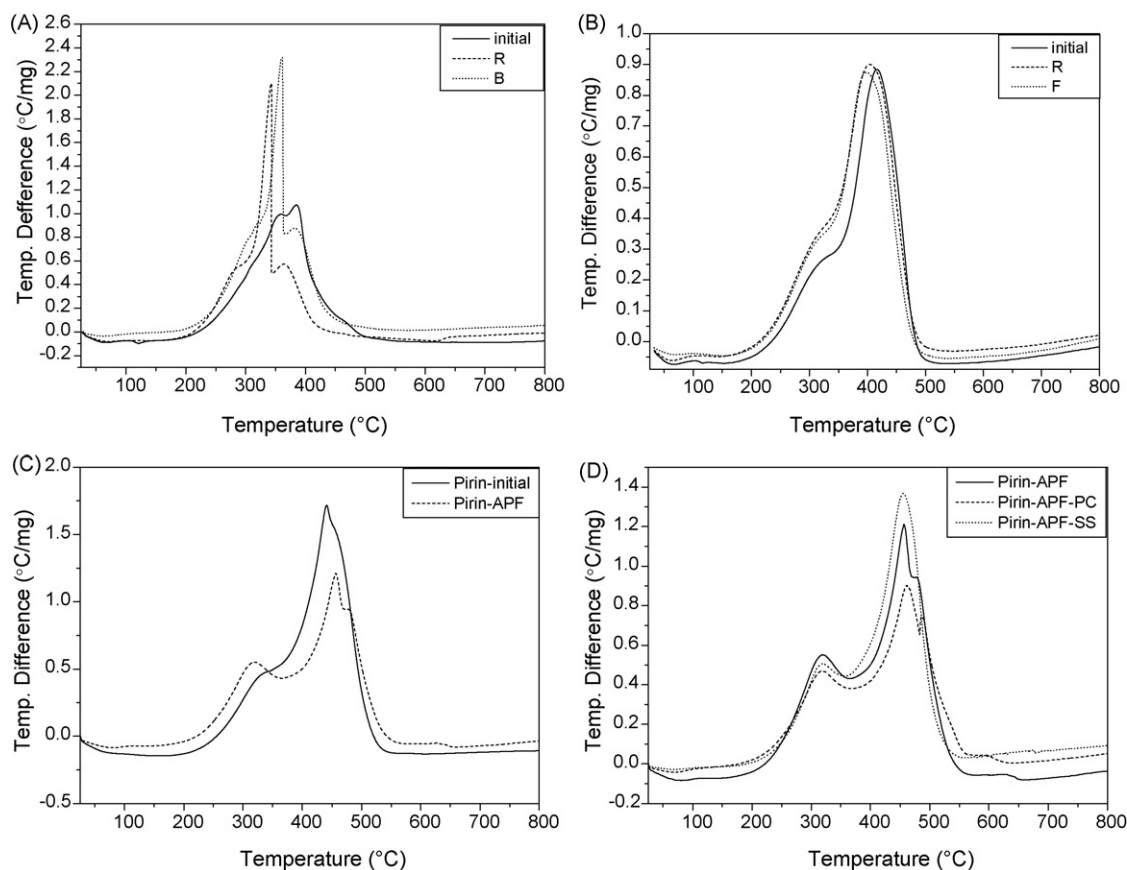 (A)
2.6
2.4
2.2
2.0
1.8
1.6
1.4
1.2
1.0
0.8
0.6
0.4
0.2
0.0
-0.2
Temp. Defference (°C/mg)
initial
R
B
100 200 300 400 500 600 700 800
Temperature (°C)
(B)
1.0
0.9
0.9
0.8
0.7
0.6
0.5
0.4
0.3
0.2
0.1
0.0
Temp. Difference (°C/mg)
initial
R
F
100 200 300 400 500 600 700 800
Temperature (°C)
(C)
2.0
1.5
1.0
0.5
0.0
-0.5
Temp. Difference (°C/mg)
Pirin-initial
Pirin-APF
100 200 300 400 500 600 700 800
Temperature (°C)
(D)
1.4
1.2
1.0
0.8
0.6
0.4
0.2
0.0
-0.2
Temp. Difference (°C/mg)
Pirin-APF
Pirin-APF-PC
Pirin-APF-SS
100 200 300 400 500 600 700 800
Temperature (°C)